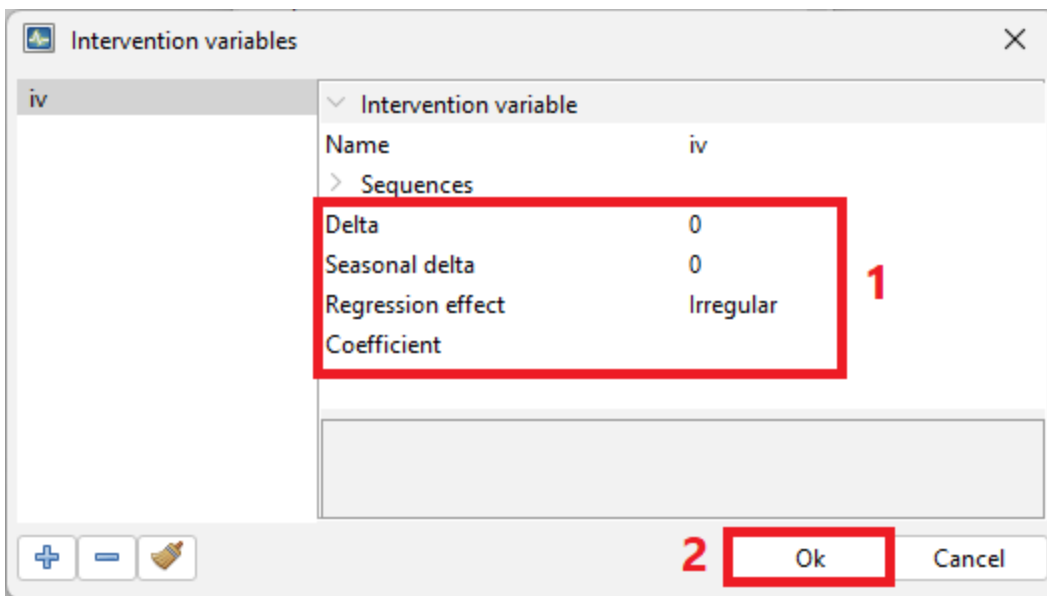 Intervention variables
iv
Intervention variable
Name iv
Sequences
Delta 0
Seasonal delta 0
Regression effect Irregular
Coefficient
1
2 Ok Cancel